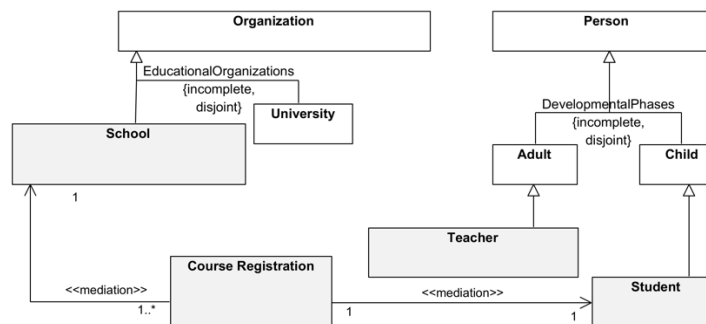 Organization
Person
EducationalOrganizations
{incomplete,
disjoint}
University
School
DevelopmentalPhases
{incomplete,
disjoint}
Adult
Child
1
Teacher
Course Registration
Student
<<mediation>>
1..*
<<mediation>>
1
1